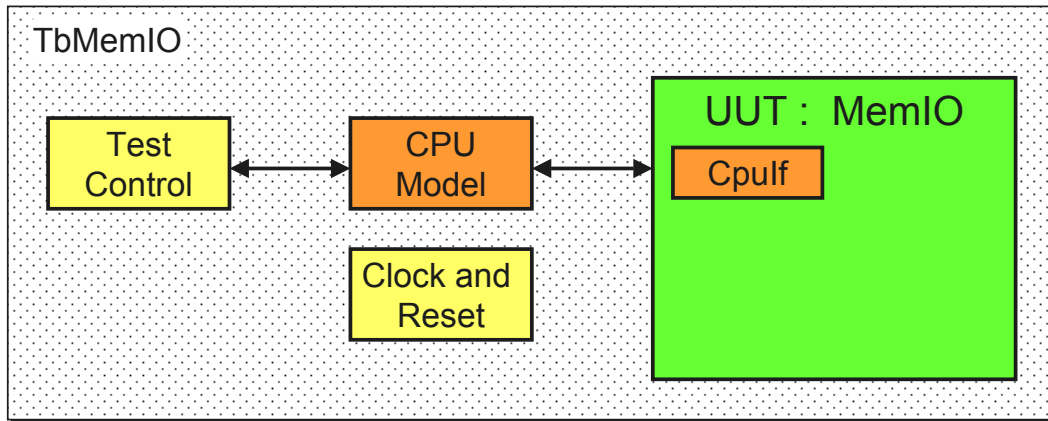 TbMemIO
Test
Control
CPU
Model
UUT : MemIO
CpuIf
Clock and
Reset